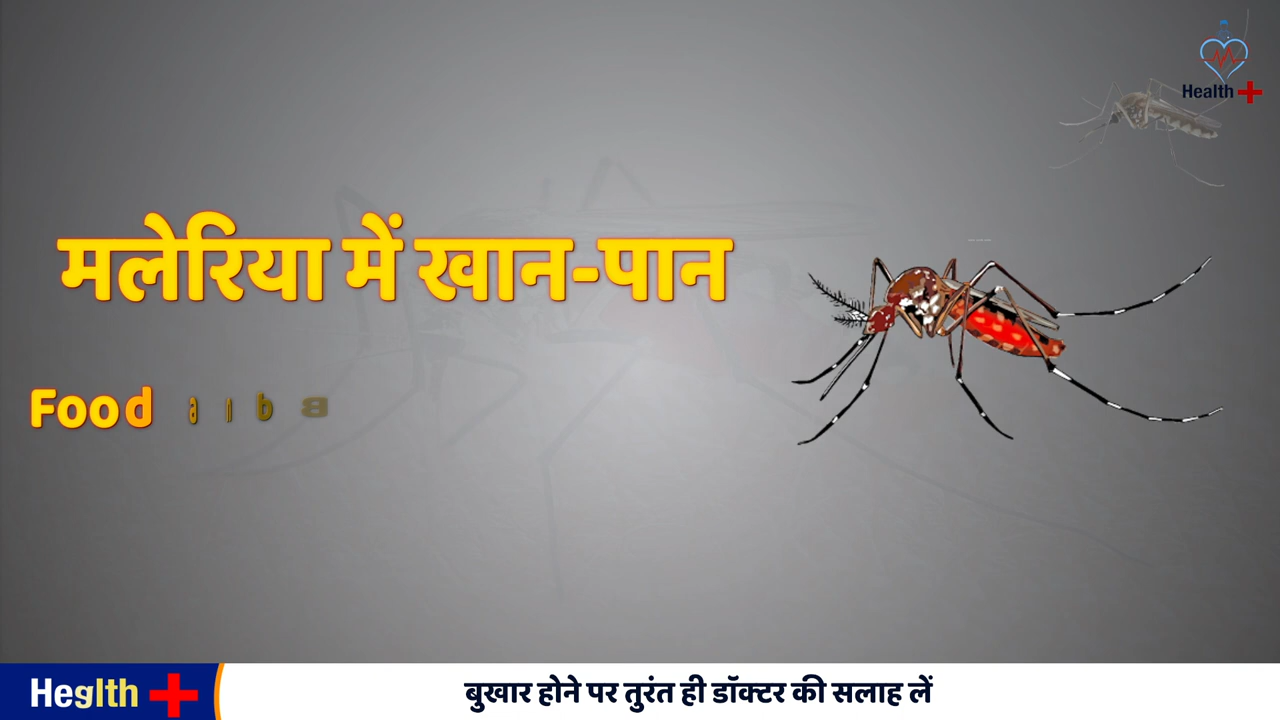 Health
मलेरिया में खान-पान
Food
Health
बुखार होने पर तुरंत ही डॉक्टर की सलाह लें